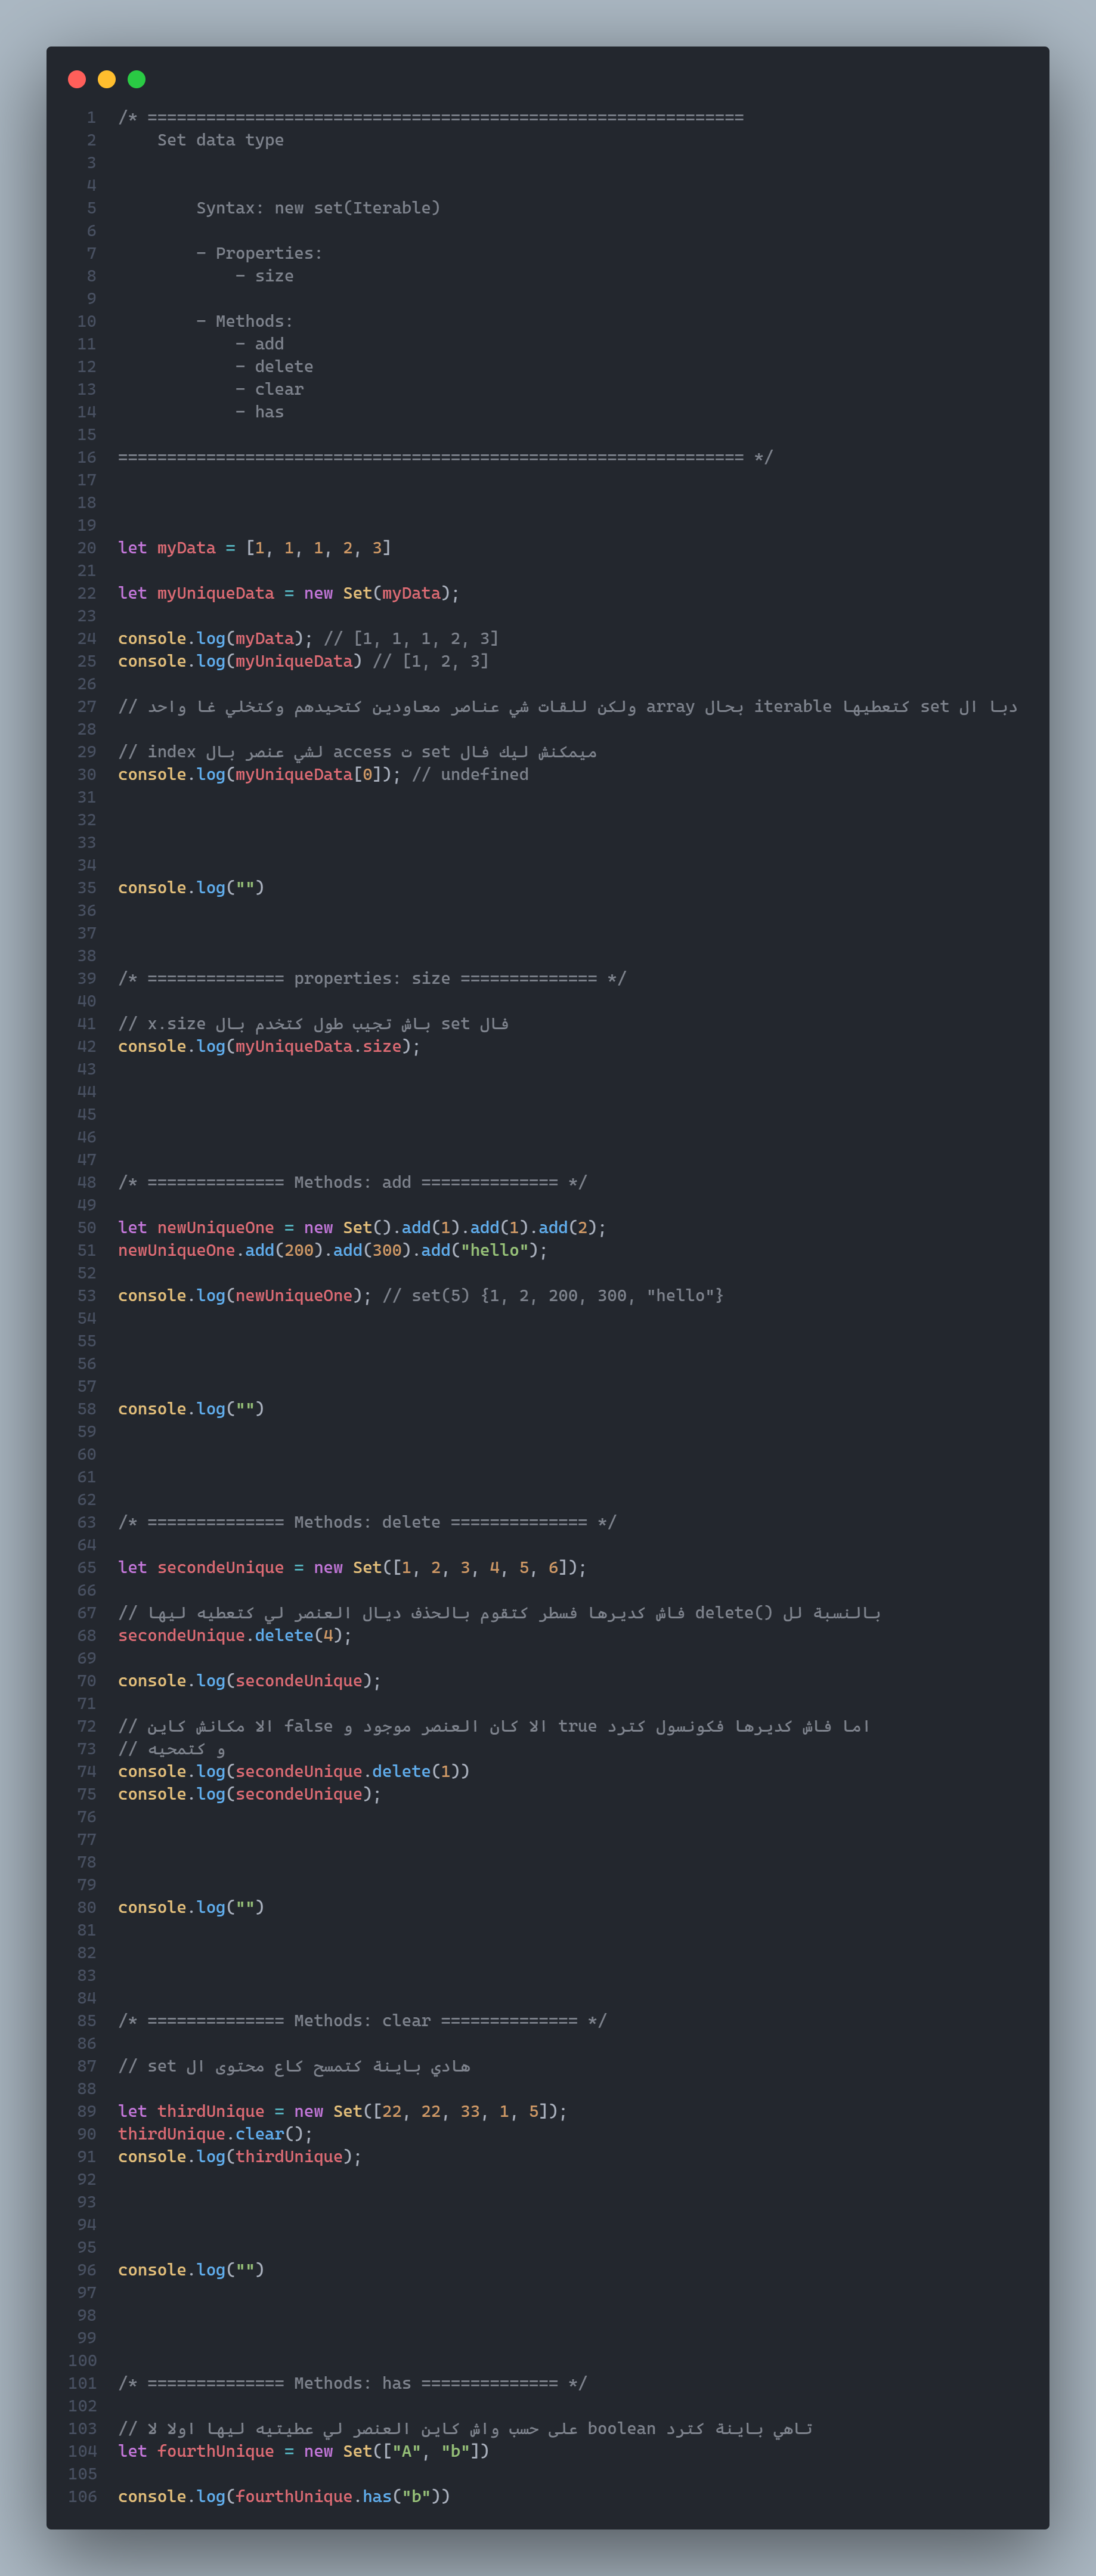 1 /* =============================================================
2 Set data type
3
4
5 Syntax: new set(Iterable)
6
7 - Properties:
8 - size
9
10 - Methods:
11 - add
12 - delete
13 - clear
14 - has
15
16 ================================================================ */
17
18
19
20 let myData = [1, 1, 1, 2, 3]
21
22 let myUniqueData = new Set(myData);
23
24 console.log(myData); // [1, 1, 1, 2, 3]
25 console.log(myUniqueData) // [1, 2, 3]
26
27 // دبا ال set كتعطيها iterable بحال array ولكن للقات شي عناصر معاودين كتحيدهم وكتخلي غا واحد
28
29 // ميمكنش ليك فال set ت access لشي عنصر بال index
30 console.log(myUniqueData[0]); // undefined
31
32
33
34
35 console.log("")
36
37
38
39 /* ============== properties: size ============== */
40
41 // فال set باش تجيب طول كتخدم بال x.size
42 console.log(myUniqueData.size);
43
44
45
46
47
48 /* ============== Methods: add ============== */
49
50 let newUniqueOne = new Set().add(1).add(1).add(2);
51 newUniqueOne.add(200).add(300).add("hello");
52
53 console.log(newUniqueOne); // set(5) {1, 2, 200, 300, "hello"}
54
55
56
57
58 console.log("")
59
60
61
62
63 /* ============== Methods: delete ============== */
64
65 let secondeUnique = new Set([1, 2, 3, 4, 5, 6]);
66
67 // بالنسبة لل delete() فاش كديرها فسطر كتقوم بالحذف ديال العنصر لي كتعطيه ليها
68 secondeUnique.delete(4);
69
70 console.log(secondeUnique);
71
72 // اما فاش كديرها فكونسول كترد true الا كان العنصر موجود و false الا مكانش كاين
73 // و كتمحيه
74 console.log(secondeUnique.delete(1))
75 console.log(secondeUnique);
76
77
78
79
80 console.log("")
81
82
83
84
85 /* ============== Methods: clear ============== */
86
87 // هادي باينة كتمسح كاع محتوى ال set
88
89 let thirdUnique = new Set([22, 22, 33, 1, 5]);
90 thirdUnique.clear();
91 console.log(thirdUnique);
92
93
94
95
96 console.log("")
97
98
99
100
101 /* ============== Methods: has ============== */
102
103 // تاهي باينة كترد boolean على حسب واش كاين العنصر لي عطيتيه ليها اولا لا
104 let fourthUnique = new Set(["A", "b"])
105
106 console.log(fourthUnique.has("b"))